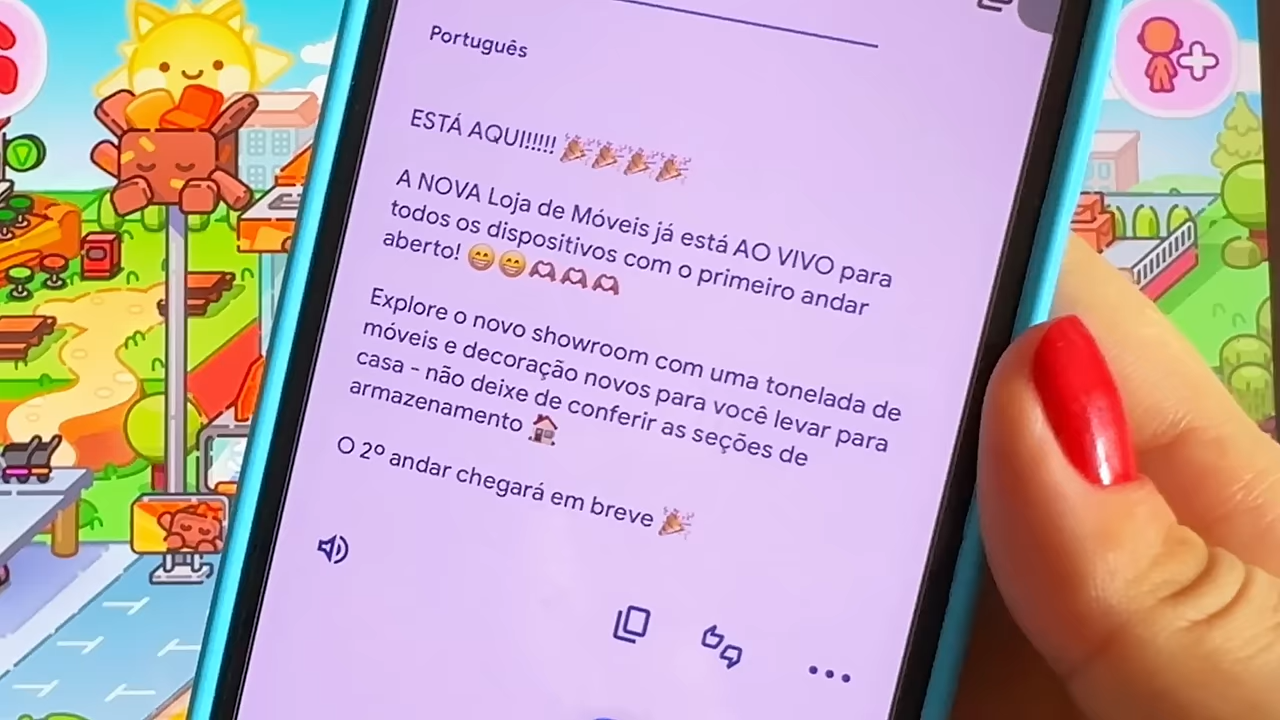 Português
ESTÁ AQUI!!!!! 🎉🎉🎉🎉
A NOVA Loja de Móveis já está AO VIVO para
todos os dispositivos com o primeiro andar
aberto! 😁😁🫶🫶🫶
Explore o novo showroom com uma tonelada de
móveis e decoração novos para você levar para
casa - não deixe de conferir as seções de
armazenamento 🏠
O 2º andar chegará em breve 🎉